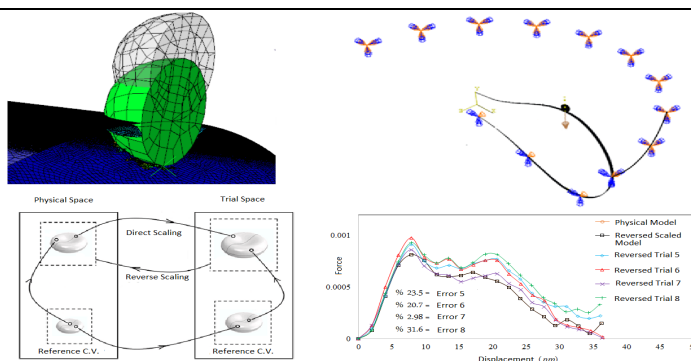 Physical Space
Trial Space
Direct Scaling
Reverse Scaling
Reference C.V.
Reference C.V.
Force
0.001
0.0005
0
0
5
10
15
20
25
30
35
40
45
Displacement (nm)
% 23.5 = Error 5
% 20.7 = Error 6
% 2.98 = Error 7
% 31.6 = Error 8
Physical Model
Reversed Scaled
Model
Reversed Trial 5
Reversed Trial 6
Reversed Trial 7
Reversed Trial 8